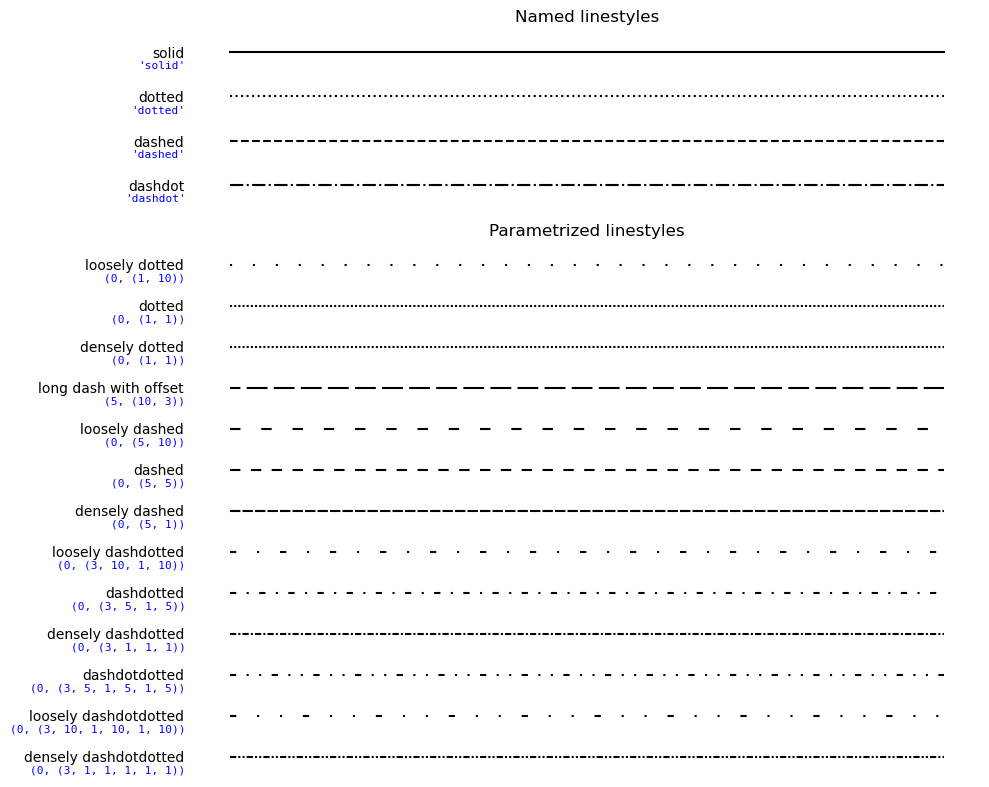 Named linestyles
solid
'solid'
dotted
'dotted'
dashed
'dashed'
dashdot
'dashdot'
Parametrized linestyles
loosely dotted
(0, (1, 10))
dotted
(0, (1, 1))
densely dotted
(0, (1, 1))
long dash with offset
(5, (10, 3))
loosely dashed
(0, (5, 10))
dashed
(0, (5, 5))
densely dashed
(0, (5, 1))
loosely dashdotted
(0, (3, 10, 1, 10))
dashdotted
(0, (3, 5, 1, 5))
densely dashdotted
(0, (3, 1, 1, 1))
dashdotdotted
(0, (3, 5, 1, 5, 1, 5))
loosely dashdotdotted
(0, (3, 10, 1, 10, 1, 10))
densely dashdotdotted
(0, (3, 1, 1, 1, 1, 1))